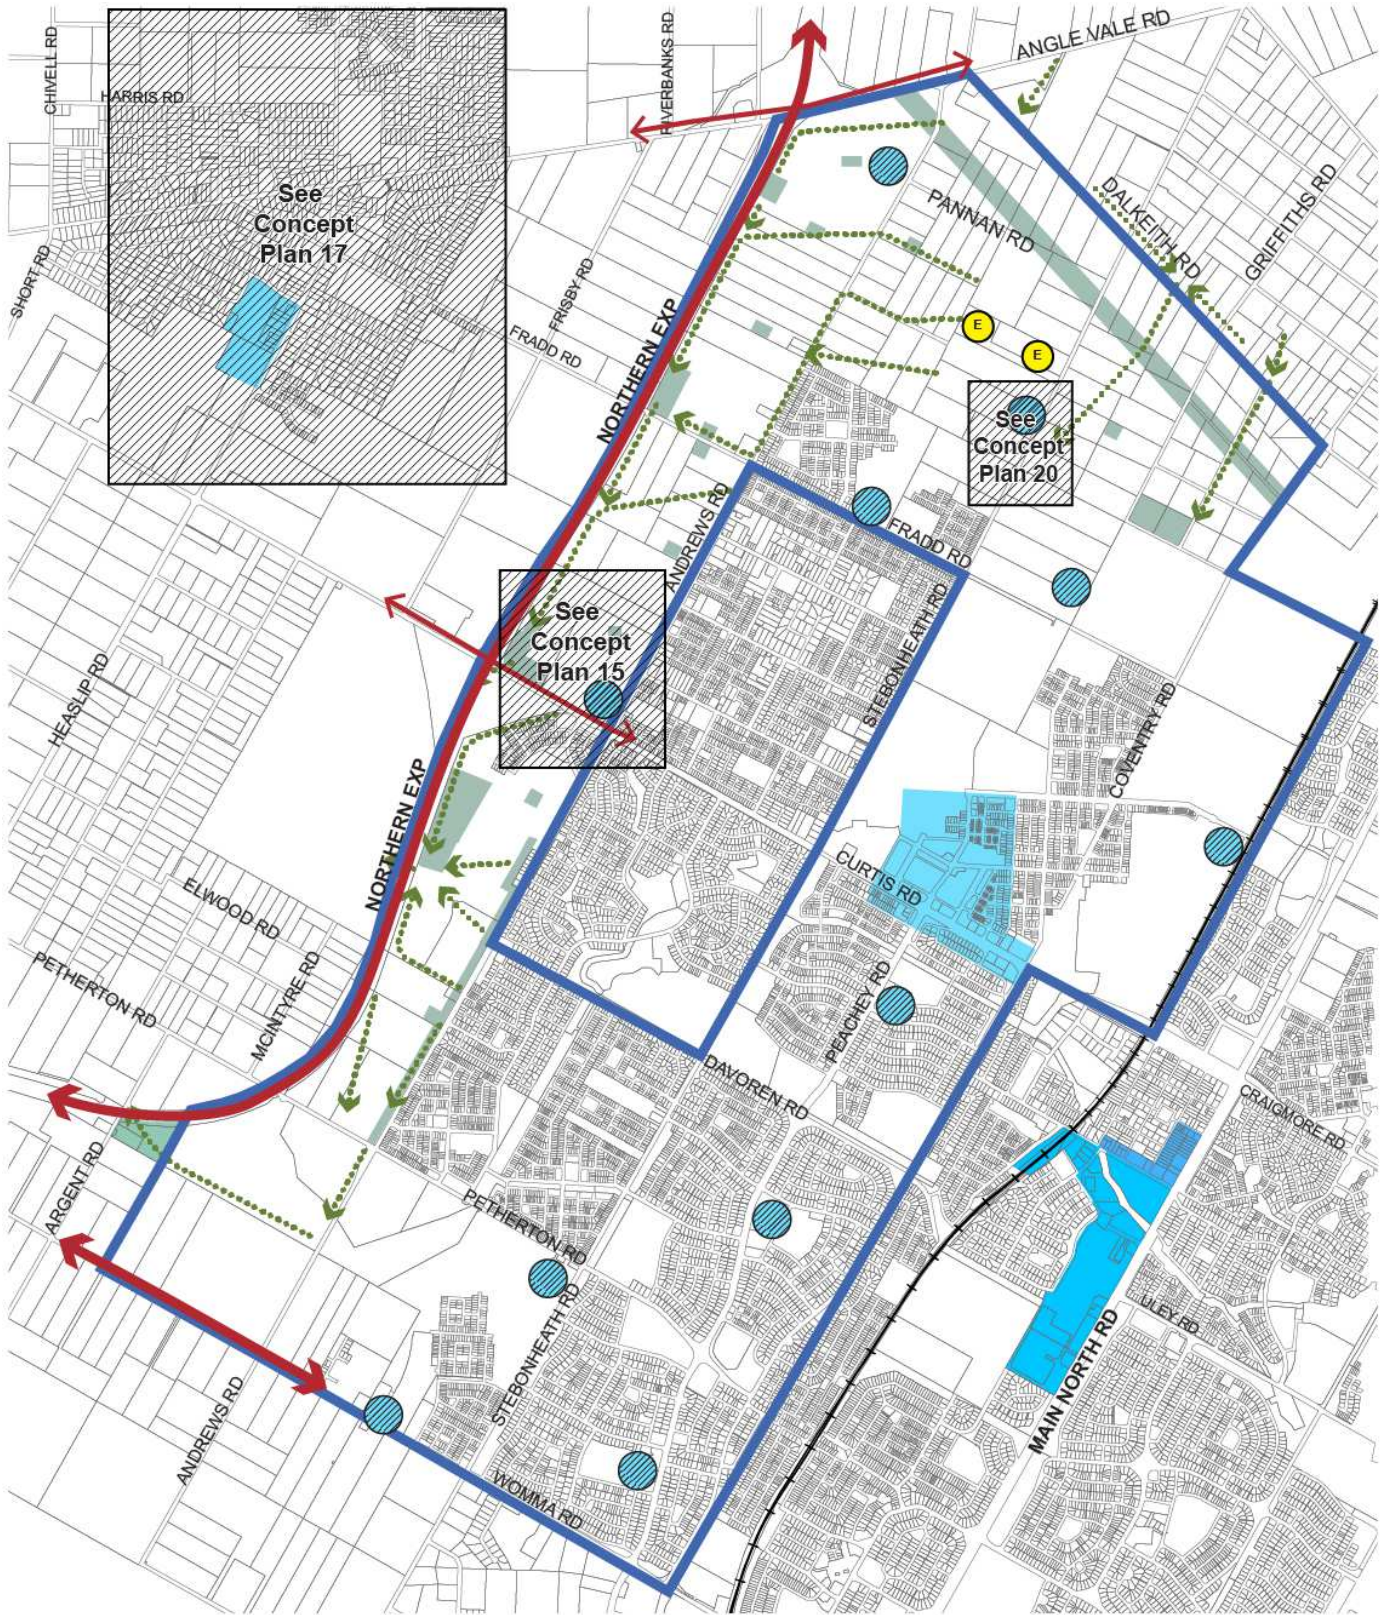 ANGLE VALE RD
CHIVELL RD
RIVERBANKS RD
HARRIS RD
See
Concept
Plan 17
PANNAN RD
DALKEITH RD
GRIFFITHS RD
SHORT RD
FRISBY RD
FRADD RD
NORTHERN EXP
E
E
See
Concept
Plan 20
ANDREWS RD
FRADD RD
See
Concept
Plan 15
STEBONHEATH RD
HEASLIP RD
COVENTRY RD
NORTHERN EXP
CURTIS RD
ELWOOD RD
PETHERTON RD
MCINTYRE RD
PEACHEY RD
DAVOREN RD
CRAIGMORE RD
ARGENT RD
PETHERTON RD
STEBONHEATH RD
ULEY RD
MAIN NORTH RD
ANDREWS RD
WOMMA RD